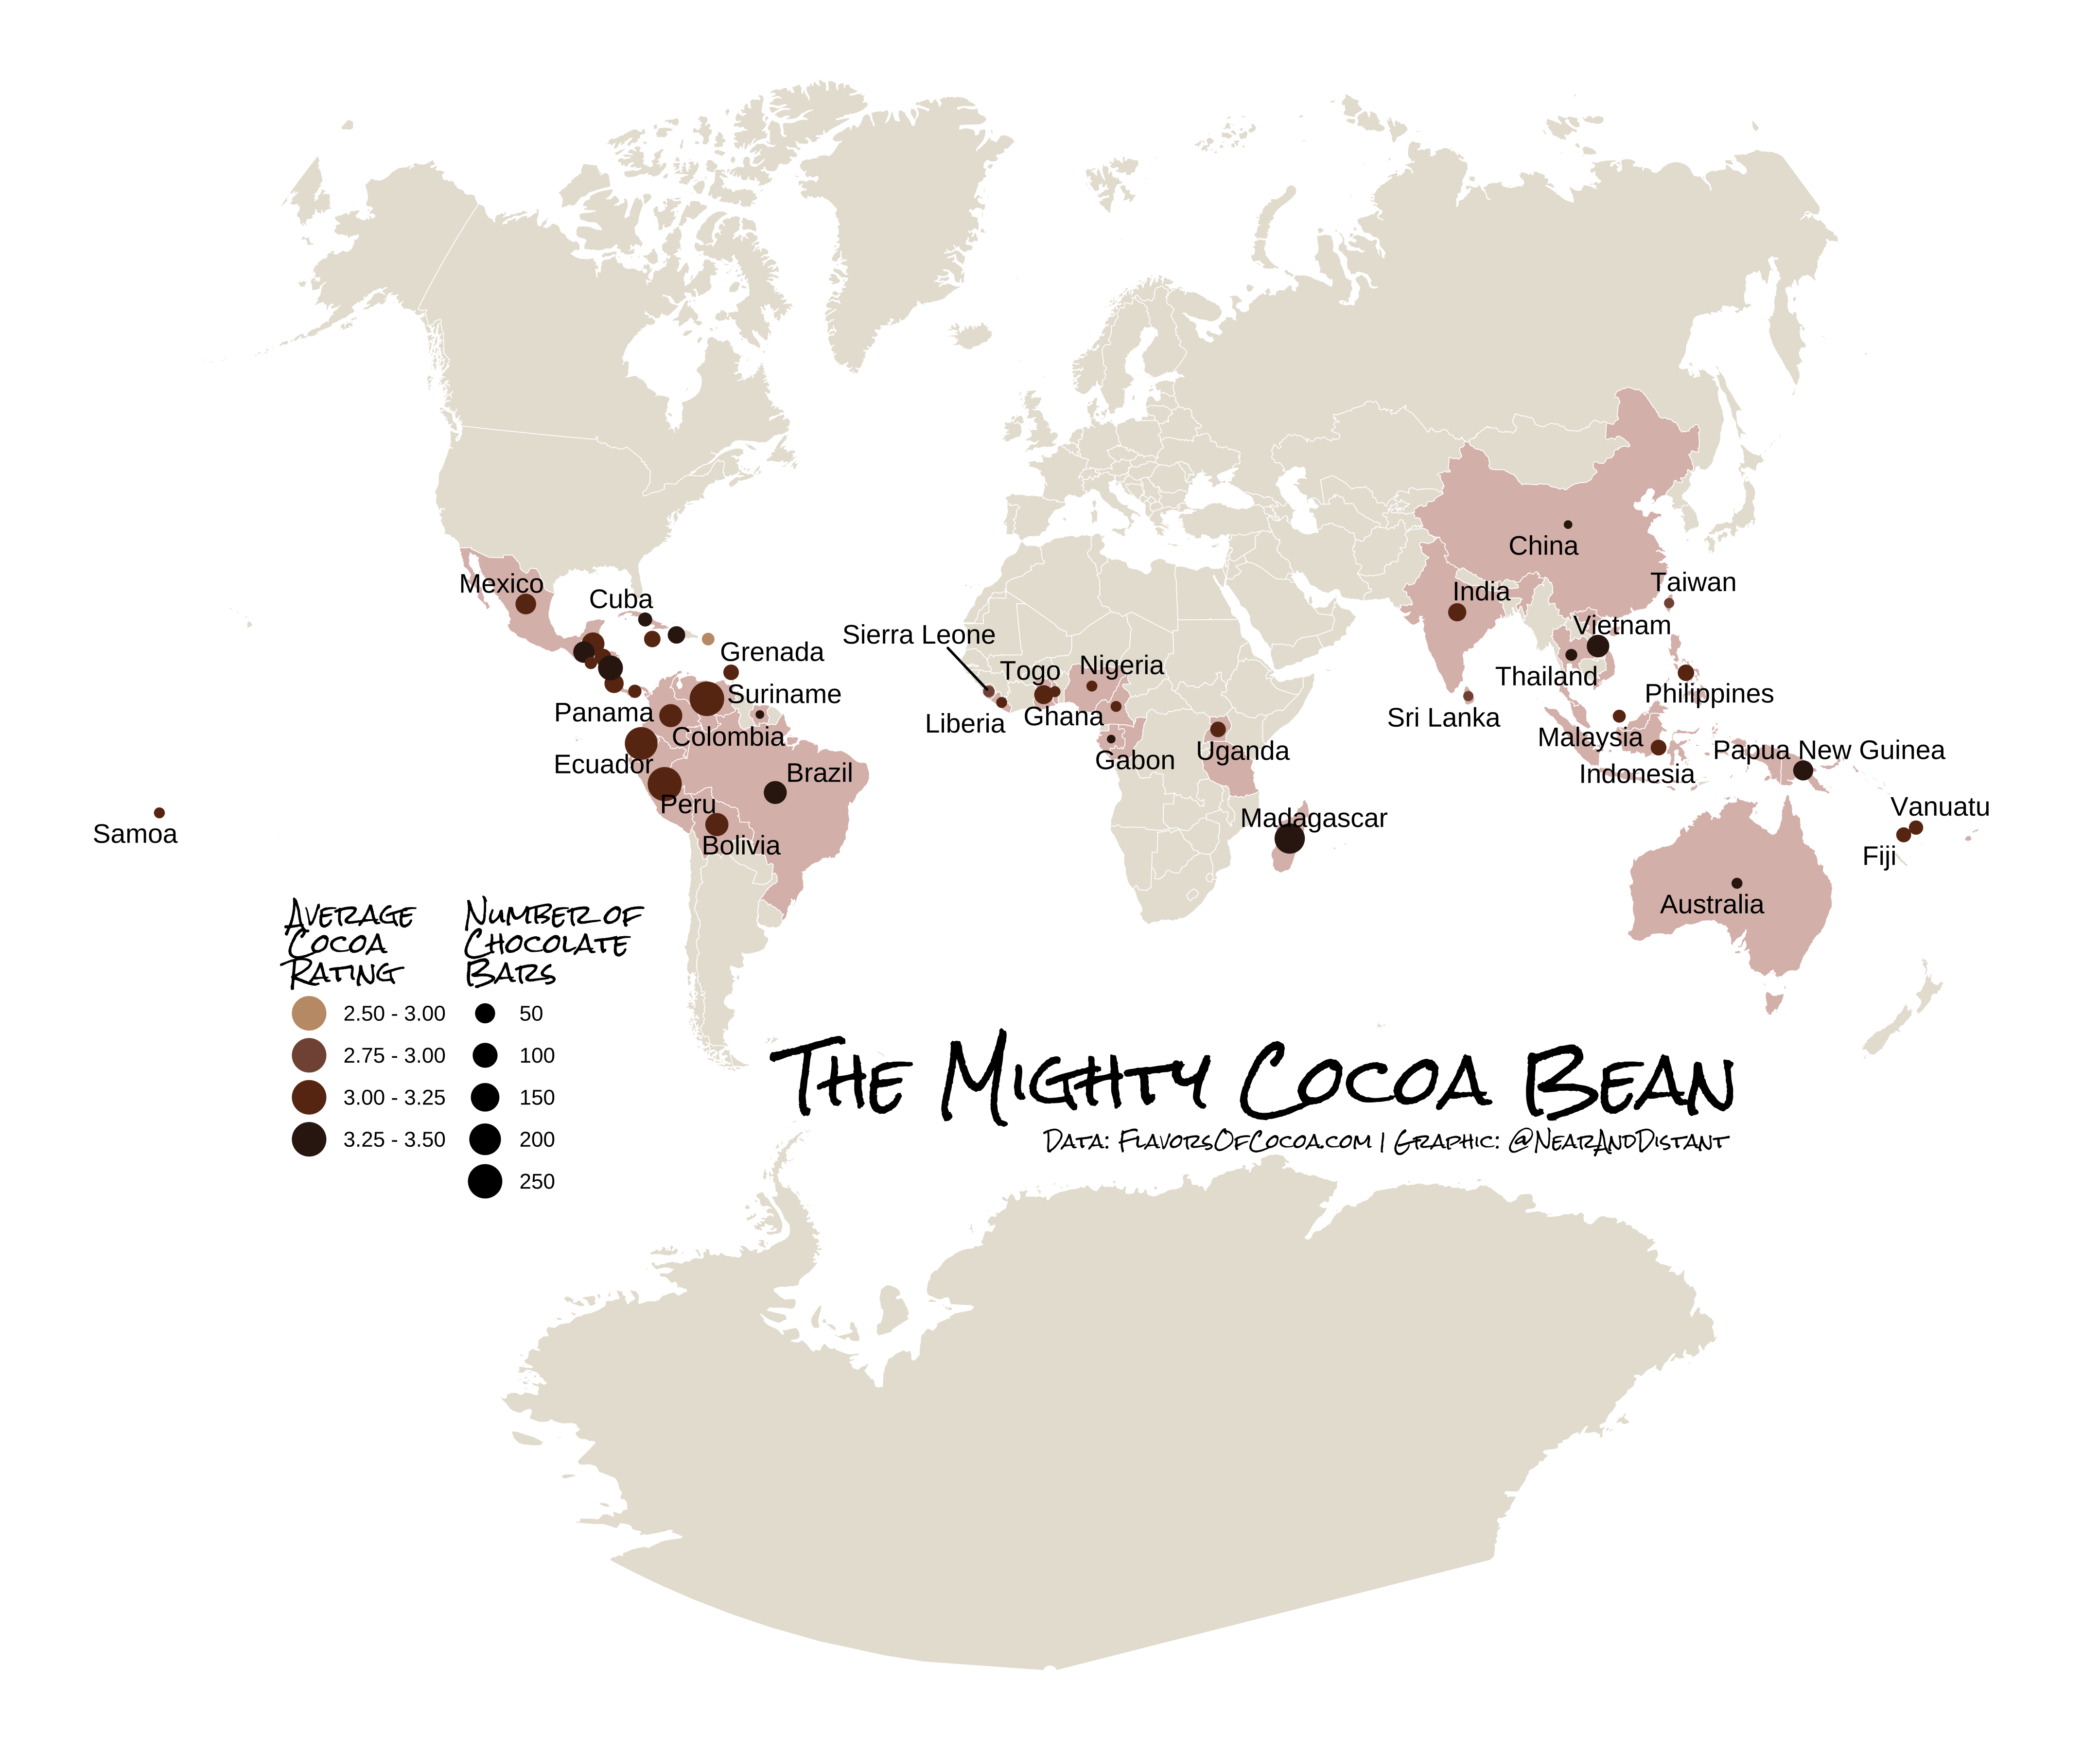 Mexico
Cuba
Grenada
Suriname
Panama
Colombia
Ecuador
Brazil
Peru
Bolivia
Samoa
Sierra Leone
Togo
Nigeria
Liberia
Ghana
Gabon
Uganda
Madagascar
China
India
Taiwan
Vietnam
Thailand
Philippines
Sri Lanka
Malaysia
Indonesia
Papua New Guinea
Vanuatu
Fiji
Australia
Average
Cocoa
Rating
2.50 - 3.00
2.75 - 3.00
3.00 - 3.25
3.25 - 3.50
Number of
Chocolate
Bars
50
100
150
200
250
The Mighty Cocoa Bean
Data: FlavorsOfCocoa.com | Graphic: @NearAndDistant